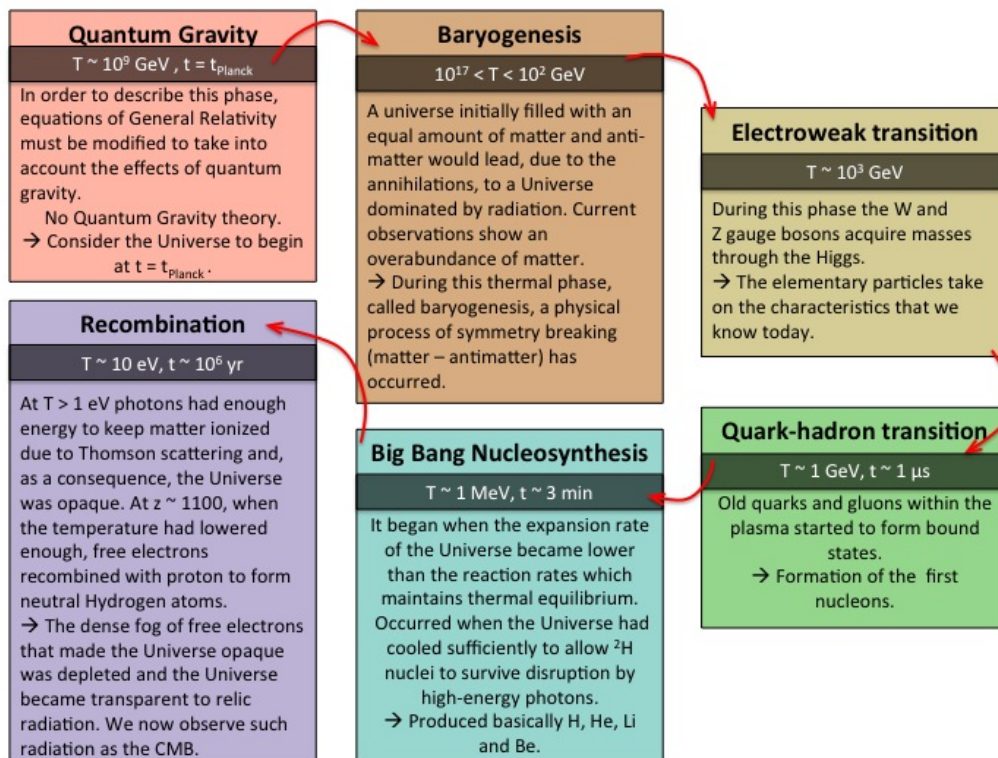 Quantum Gravity
T ~ 10⁹ GeV , t = t_Planck
In order to describe this phase,
equations of General Relativity
must be modified to take into
account the effects of quantum
gravity.
No Quantum Gravity theory.
→ Consider the Universe to begin
at t = t_Planck .
Baryogenesis
10¹⁷ < T < 10² GeV
A universe initially filled with an
equal amount of matter and anti-
matter would lead, due to the
annihilations, to a Universe
dominated by radiation. Current
observations show an
overabundance of matter.
→ During this thermal phase,
called baryogenesis, a physical
process of symmetry breaking
(matter – antimatter) has
occurred.
Electroweak transition
T ~ 10³ GeV
During this phase the W and
Z gauge bosons acquire masses
through the Higgs.
→ The elementary particles take
on the characteristics that we
know today.
Quark-hadron transition
T ~ 1 GeV, t ~ 1 μs
Old quarks and gluons within the
plasma started to form bound
states.
→ Formation of the first
nucleons.
Big Bang Nucleosynthesis
T ~ 1 MeV, t ~ 3 min
It began when the expansion rate
of the Universe became lower
than the reaction rates which
maintains thermal equilibrium.
Occurred when the Universe had
cooled sufficiently to allow ²H
nuclei to survive disruption by
high-energy photons.
→ Produced basically H, He, Li
and Be.
Recombination
T ~ 10 eV, t ~ 10⁶ yr
At T > 1 eV photons had enough
energy to keep matter ionized
due to Thomson scattering and,
as a consequence, the Universe
was opaque. At z ~ 1100, when
the temperature had lowered
enough, free electrons
recombined with proton to form
neutral Hydrogen atoms.
→ The dense fog of free electrons
that made the Universe opaque
was depleted and the Universe
became transparent to relic
radiation. We now observe such
radiation as the CMB.